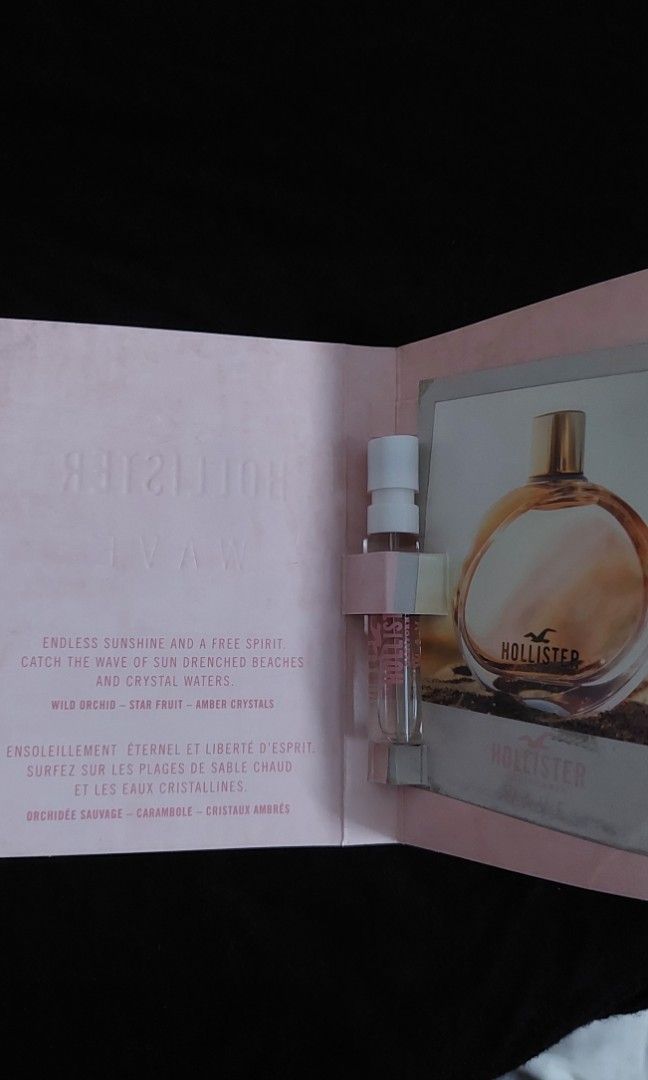 HOLLISTER
WAVE
ENDLESS SUNSHINE AND A FREE SPIRIT.
CATCH THE WAVE OF SUN DRENCHED BEACHES
AND CRYSTAL WATERS.
WILD ORCHID – STAR FRUIT – AMBER CRYSTALS
ENSOLEILLEMENT ÉTERNEL ET LIBERTÉ D'ESPRIT.
SURFEZ SUR LES PLAGES DE SABLE CHAUD
ET LES EAUX CRISTALLINES.
ORCHIDÉE SAUVAGE – CARAMBOLE – CRISTAUX AMBRÉS
HOLLISTER
HOLLISTER